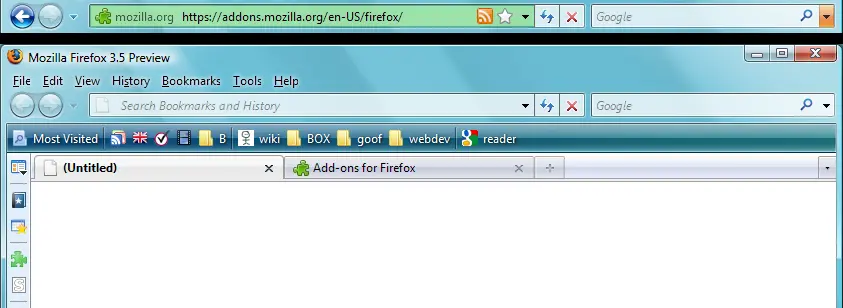 mozilla.org https://addons.mozilla.org/en-US/firefox/ Google
Mozilla Firefox 3.5 Preview
File Edit View History Bookmarks Tools Help
Search Bookmarks and History Google
Most Visited B wiki BOX goof webdev reader
(Untitled) Add-ons for Firefox